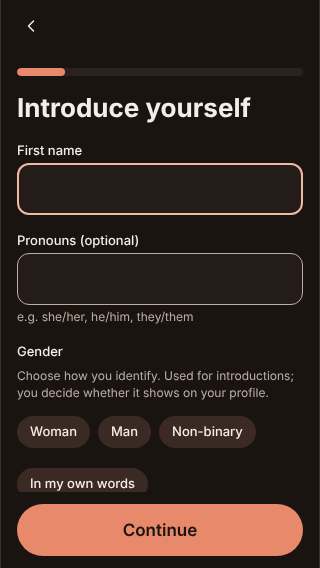 Introduce yourself
First name
Pronouns (optional)
e.g. she/her, he/him, they/them
Gender
Choose how you identify. Used for introductions;
you decide whether it shows on your profile.
Woman
Man
Non-binary
In my own words
Continue